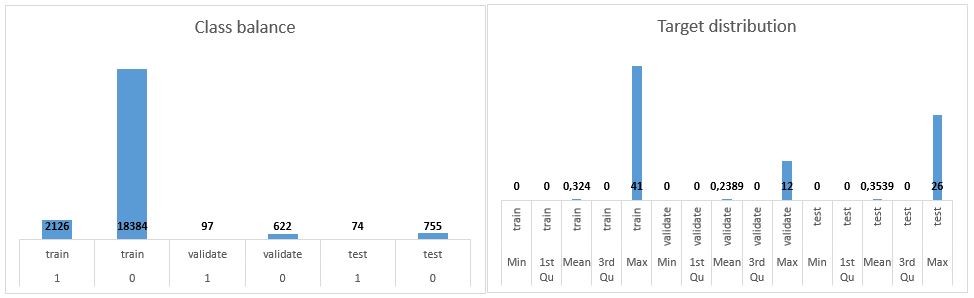 Class balance
2126 18384 97 622 74 755
train train validate validate test test
1 0 1 0 1 0
Target distribution
0 0 0,324 0 41 0 0 0,2389 0 12 0 0 0,3539 0 26
train train train train train validate validate validate validate validate test test test test test
Min 1st Qu Mean 3rd Qu Max Min 1st Qu Mean 3rd Qu Max Min 1st Qu Mean 3rd Qu Max